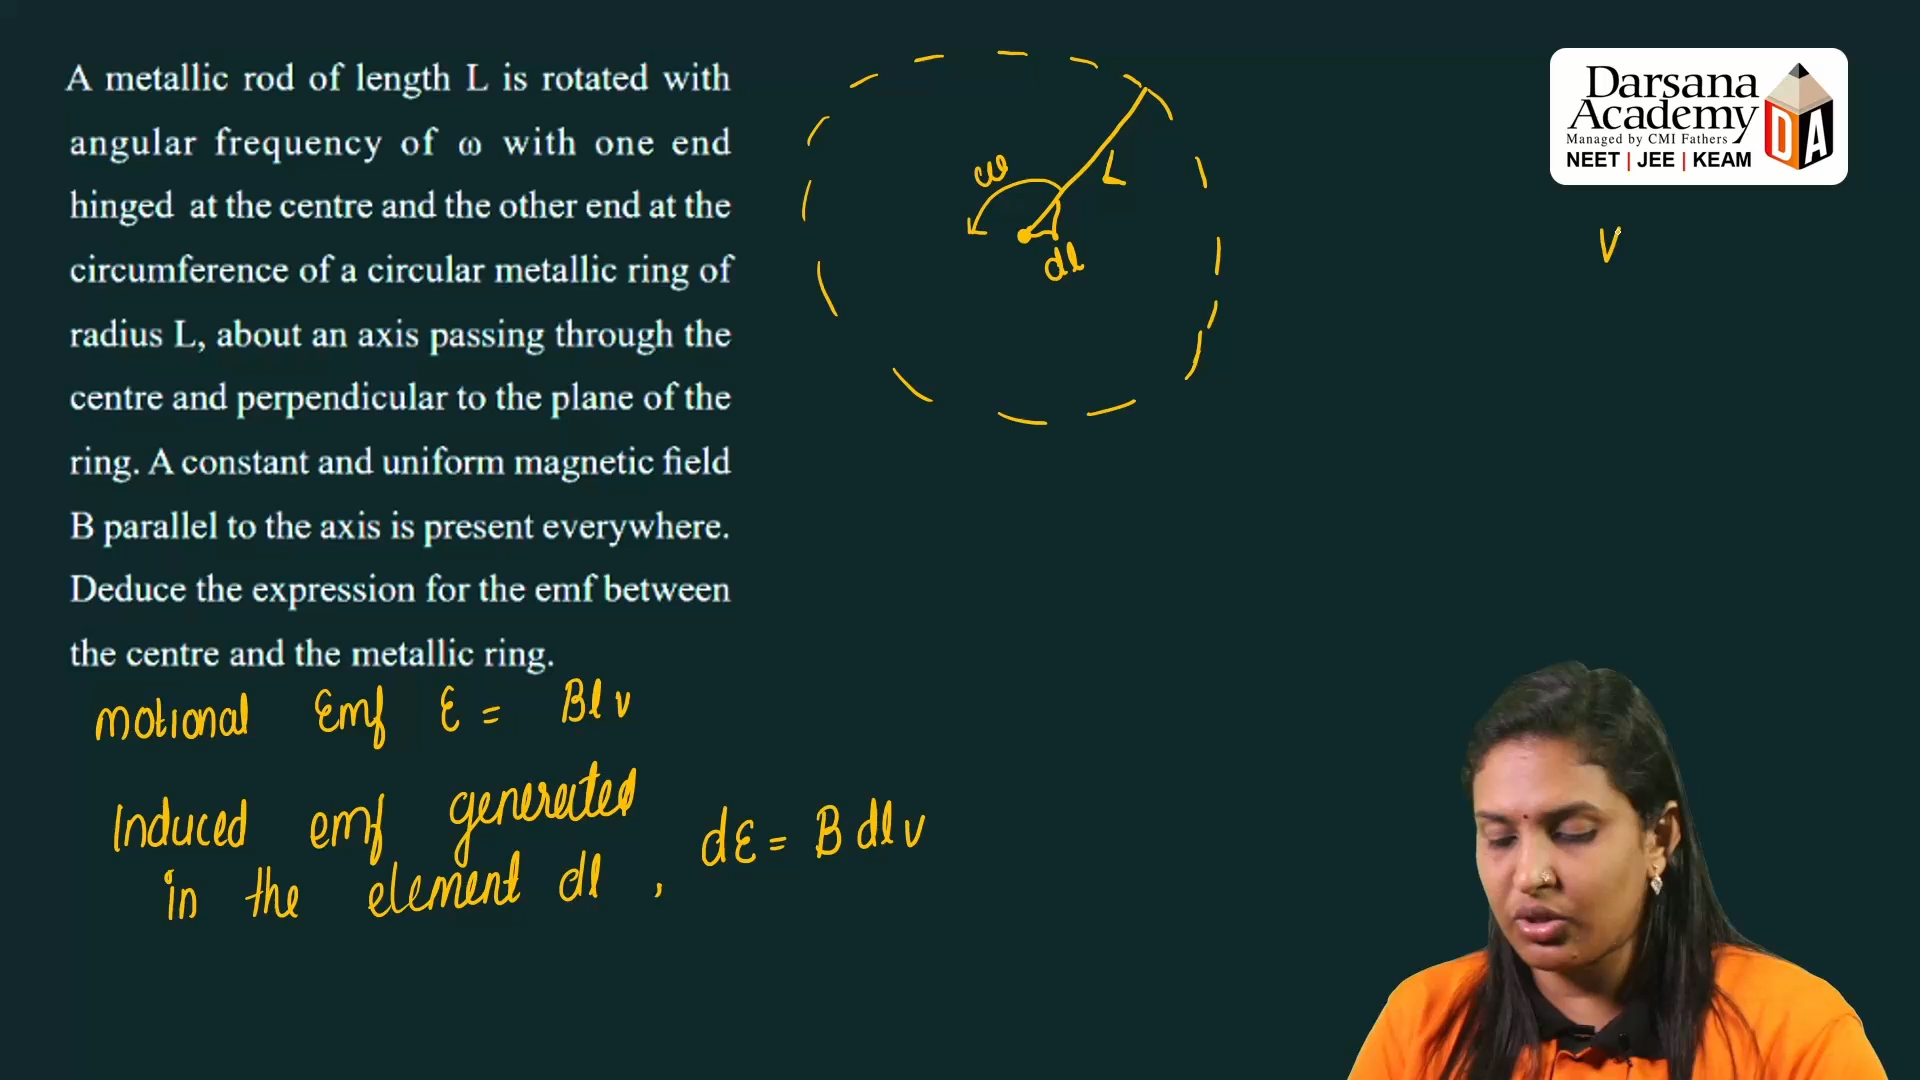 A metallic rod of length L is rotated with
angular frequency of ω with one end
hinged at the centre and the other end at the
circumference of a circular metallic ring of
radius L, about an axis passing through the
centre and perpendicular to the plane of the
ring. A constant and uniform magnetic field
B parallel to the axis is present everywhere.
Deduce the expression for the emf between
the centre and the metallic ring.
motional Emf ε = Blv
Induced emf generated
in the element dl , dε = B dl v
ω
L
dl
Darsana
Academy
Managed by CMI Fathers
NEET | JEE | KEAM
DA
V